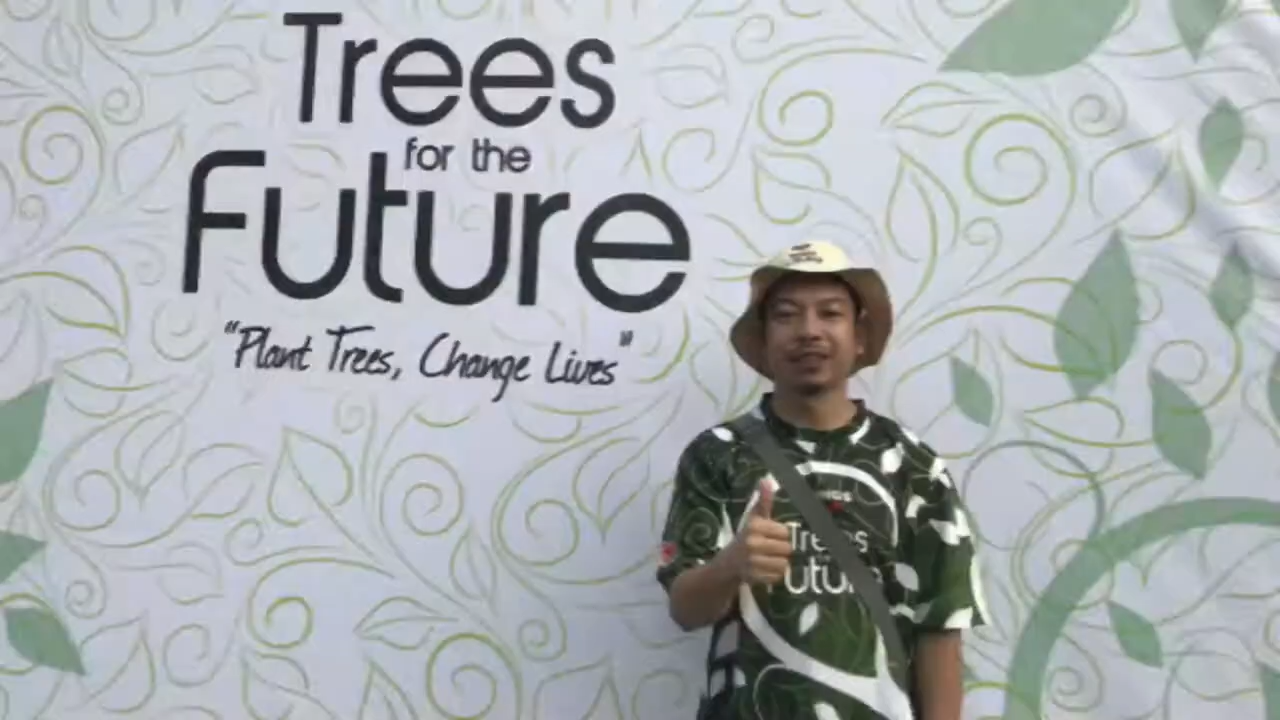 Trees
for the
Future
"Plant Trees, Change Lives"
Trees
Future